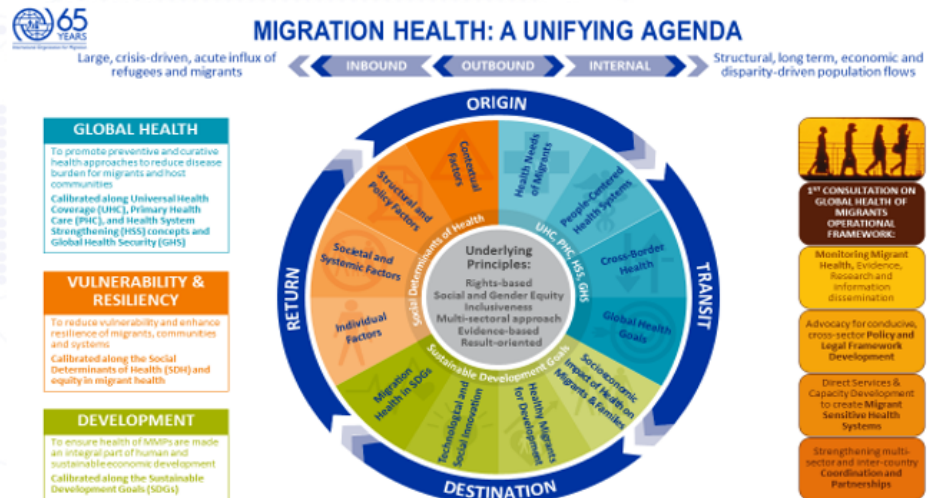 65
YEARS
International Organization for Migration
MIGRATION HEALTH: A UNIFYING AGENDA
Large, crisis-driven, acute influx of
refugees and migrants
INBOUND
OUTBOUND
INTERNAL
Structural, long term, economic and
disparity-driven population flows
GLOBAL HEALTH
To promote preventive and curative
health approaches to reduce disease
burden for migrants and host
communities
Calibrated along Universal Health
Coverage (UHC), Primary Health
Care (PHC), and Health System
Strengthening (HSS) concepts and
Global Health Security (GHS)
VULNERABILITY &
RESILIENCY
To reduce vulnerability and enhance
resilience of migrants, communities
and systems
Calibrated along the Social
Determinants of Health (SDH) and
equity in migrant health
DEVELOPMENT
To ensure health of MMPs are made
an integral part of human and
sustainable economic development
Calibrated along the Sustainable
Development Goals (SDGs)
ORIGIN
TRANSIT
DESTINATION
RETURN
Contextual
Factors
Structural and
Policy Factors
Societal and
Systemic Factors
Individual
Factors
Social Determinants of Health
Health Needs
of Migrants
People-Centered
Health Systems
Cross-Border
Health
Global Health
Goals
UHC, PHC, HSS, GHS
Socioeconomic
Impact of Health on
Migrants & Families
Healthy Migrants
for Development
Technological and
Social Innovation
Migration
Health in SDGs
Sustainable Development Goals
Underlying
Principles:
Rights-based
Social and Gender Equity
Inclusiveness
Multi-sectoral approach
Evidence-based
Result-oriented
1ST CONSULTATION ON
GLOBAL HEALTH OF
MIGRANTS
OPERATIONAL
FRAMEWORK:
Monitoring Migrant
Health, Evidence,
Research and
information
dissemination
Advocacy for conducive,
cross-sector Policy and
Legal Framework
Development
Direct Services &
Capacity Development
to create Migrant
Sensitive Health
Systems
Strengthening multi-
sector and inter-country
Coordination and
Partnerships